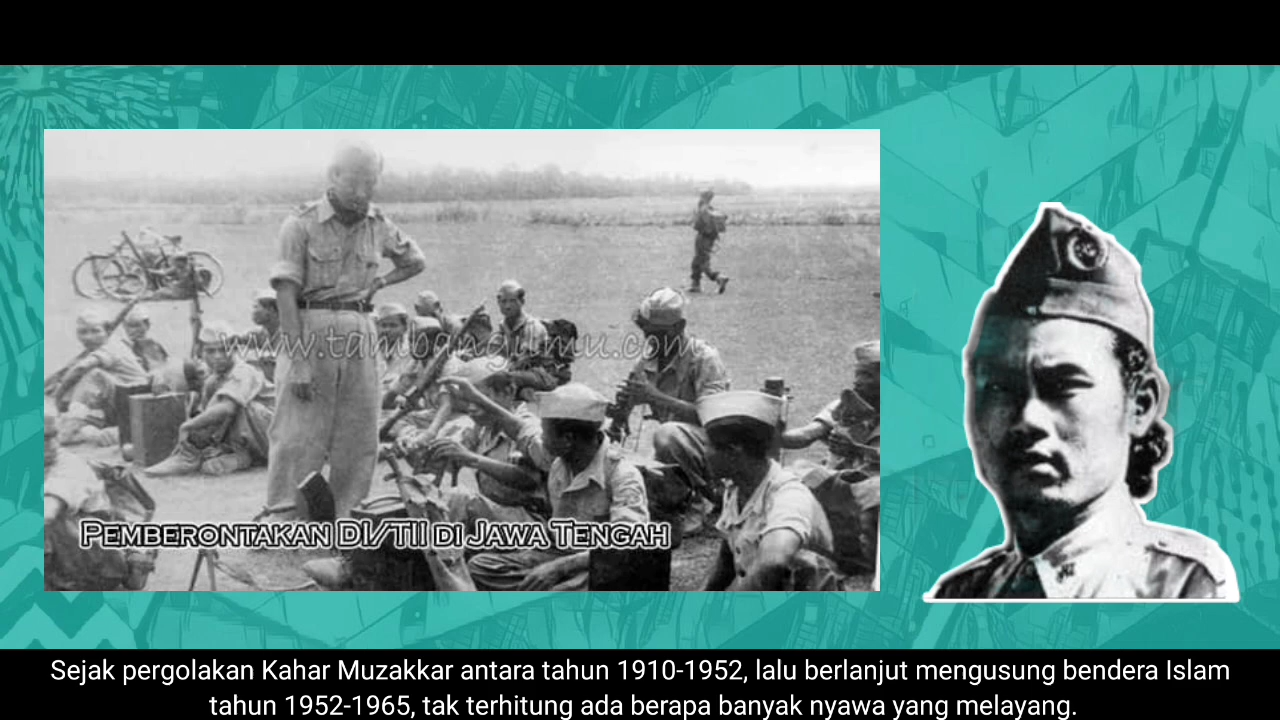 www.tambangilmu.com
PEMBERONTAKAN DI/TII DI JAWA TENGAH
Sejak pergolakan Kahar Muzakkar antara tahun 1910-1952, lalu berlanjut mengusung bendera Islam
tahun 1952-1965, tak terhitung ada berapa banyak nyawa yang melayang.